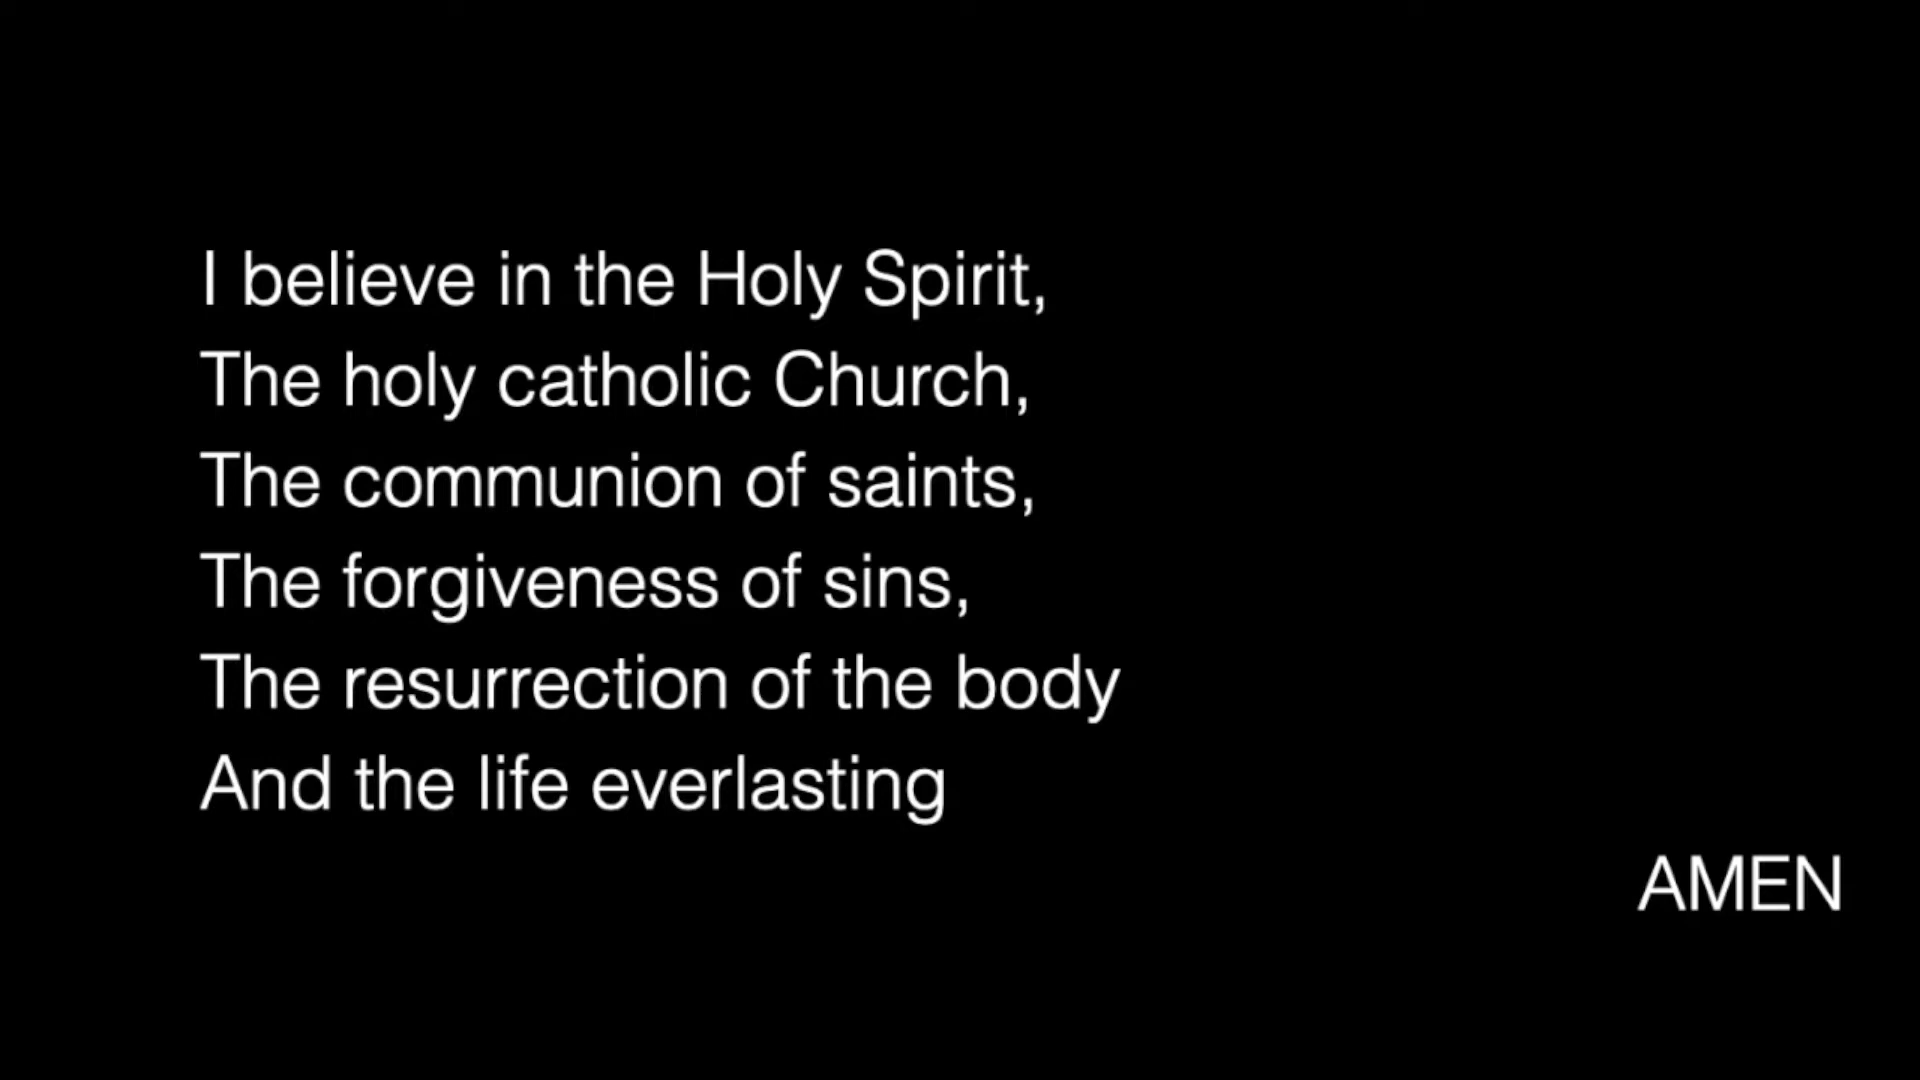 I believe in the Holy Spirit,
The holy catholic Church,
The communion of saints,
The forgiveness of sins,
The resurrection of the body
And the life everlasting
AMEN